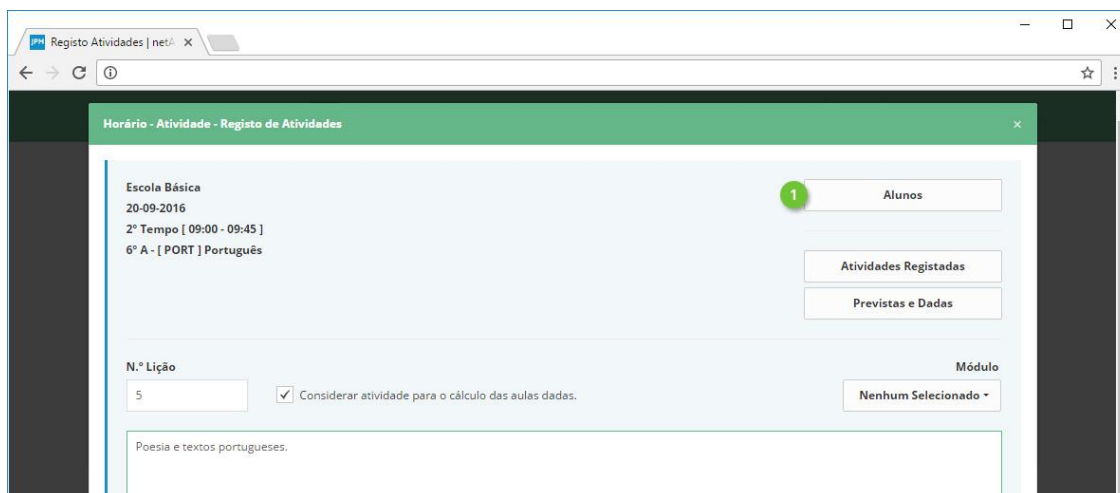 JPM Registo Atividades | netA
Horário - Atividade - Registo de Atividades
Escola Básica
20-09-2016
2º Tempo [ 09:00 - 09:45 ]
6º A - [ PORT ] Português
1 Alunos
Atividades Registadas
Previstas e Dadas
N.º Lição
Módulo
5
Considerar atividade para o cálculo das aulas dadas.
Nenhum Selecionado
Poesia e textos portugueses.